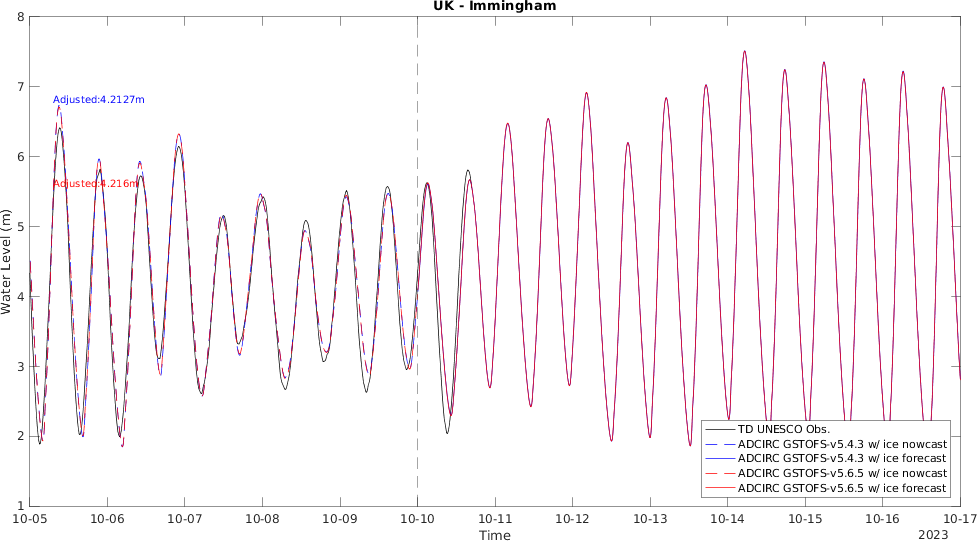 UK - Immingham
8
7
6
5
4
3
2
1
Water Level (m)
Adjusted:4.2127m
Adjusted:4.216m
TD UNESCO Obs.
ADCIRC GSTOFS-v5.4.3 w/ ice nowcast
ADCIRC GSTOFS-v5.4.3 w/ ice forecast
ADCIRC GSTOFS-v5.6.5 w/ ice nowcast
ADCIRC GSTOFS-v5.6.5 w/ ice forecast
10-05 10-06 10-07 10-08 10-09 10-10 10-11 10-12 10-13 10-14 10-15 10-16 10-17
Time
2023